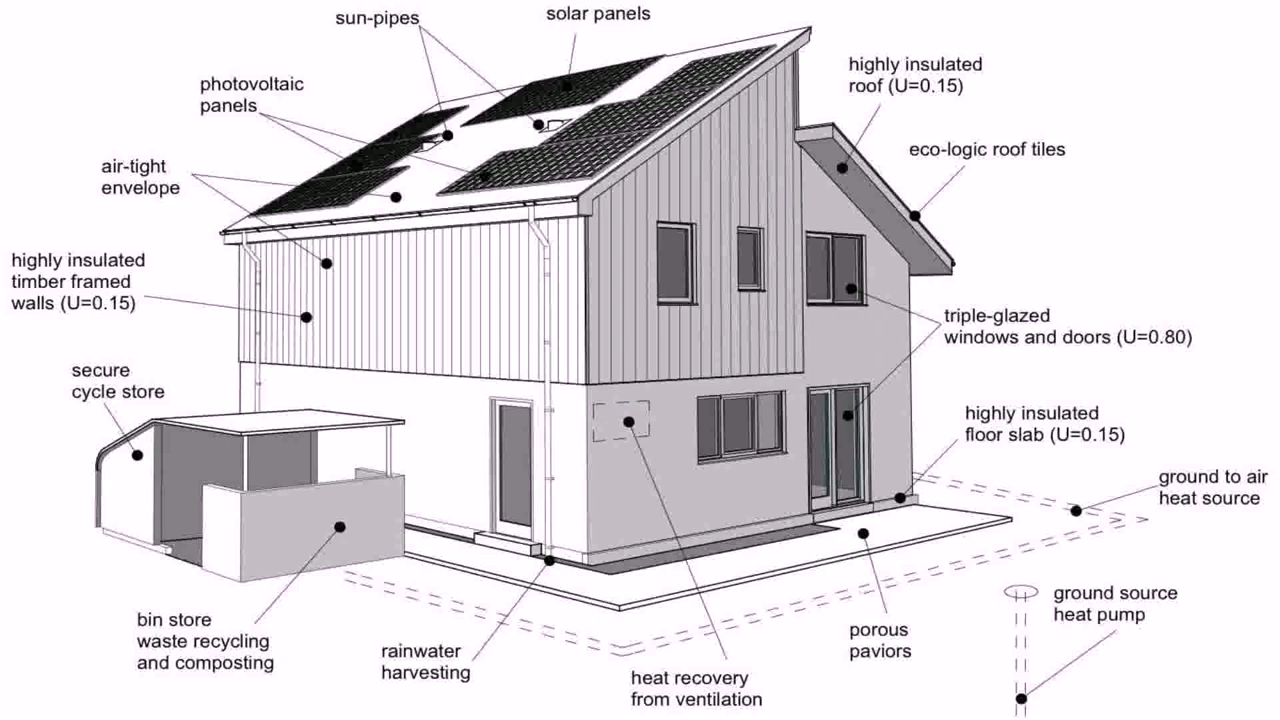 sun-pipes
solar panels
photovoltaic
panels
highly insulated
roof (U=0.15)
air-tight
envelope
eco-logic roof tiles
highly insulated
timber framed
walls (U=0.15)
triple-glazed
windows and doors (U=0.80)
secure
cycle store
highly insulated
floor slab (U=0.15)
ground to air
heat source
bin store
waste recycling
and composting
rainwater
harvesting
heat recovery
from ventilation
porous
paviors
ground source
heat pump